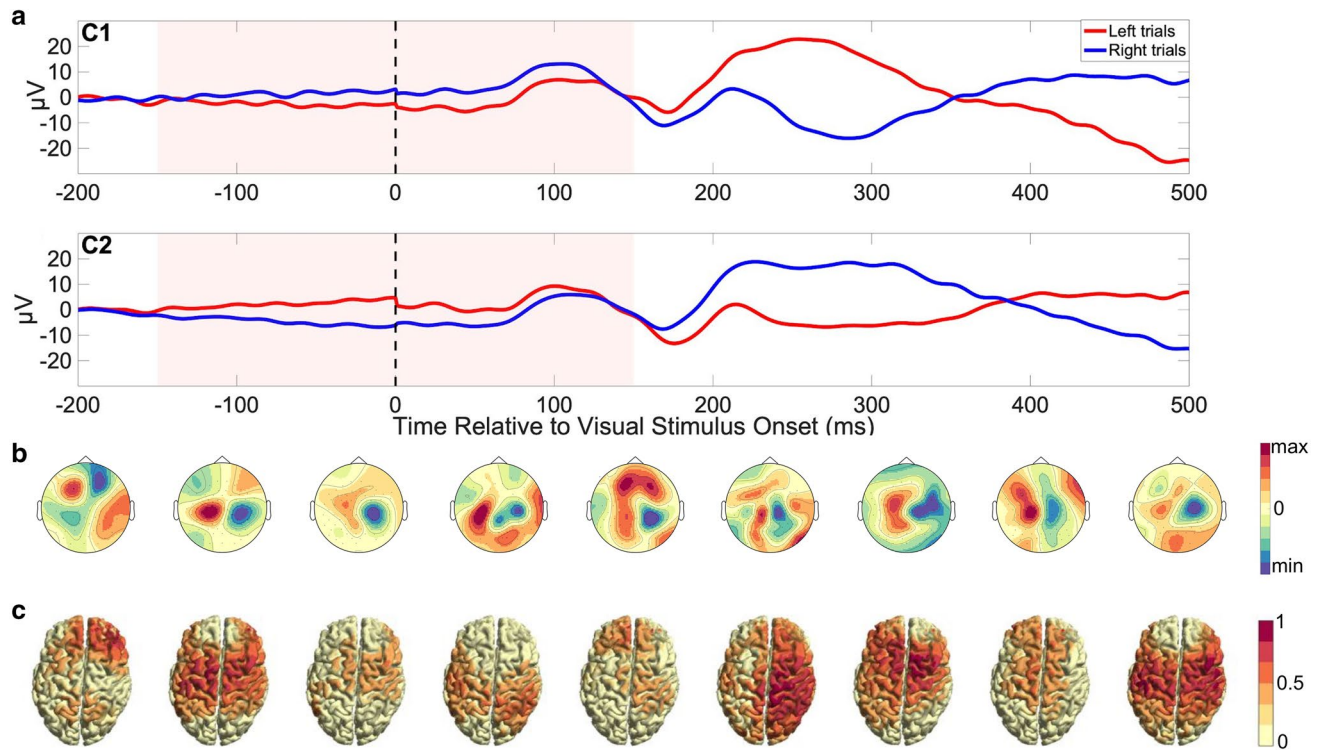 a
C1
Left trials
Right trials
20
10
0
-10
-20
µV
-200 -100 0 100 200 300 400 500
C2
20
10
0
-10
-20
µV
-200 -100 0 100 200 300 400 500
Time Relative to Visual Stimulus Onset (ms)
b
max
0
min
c
1
0.5
0